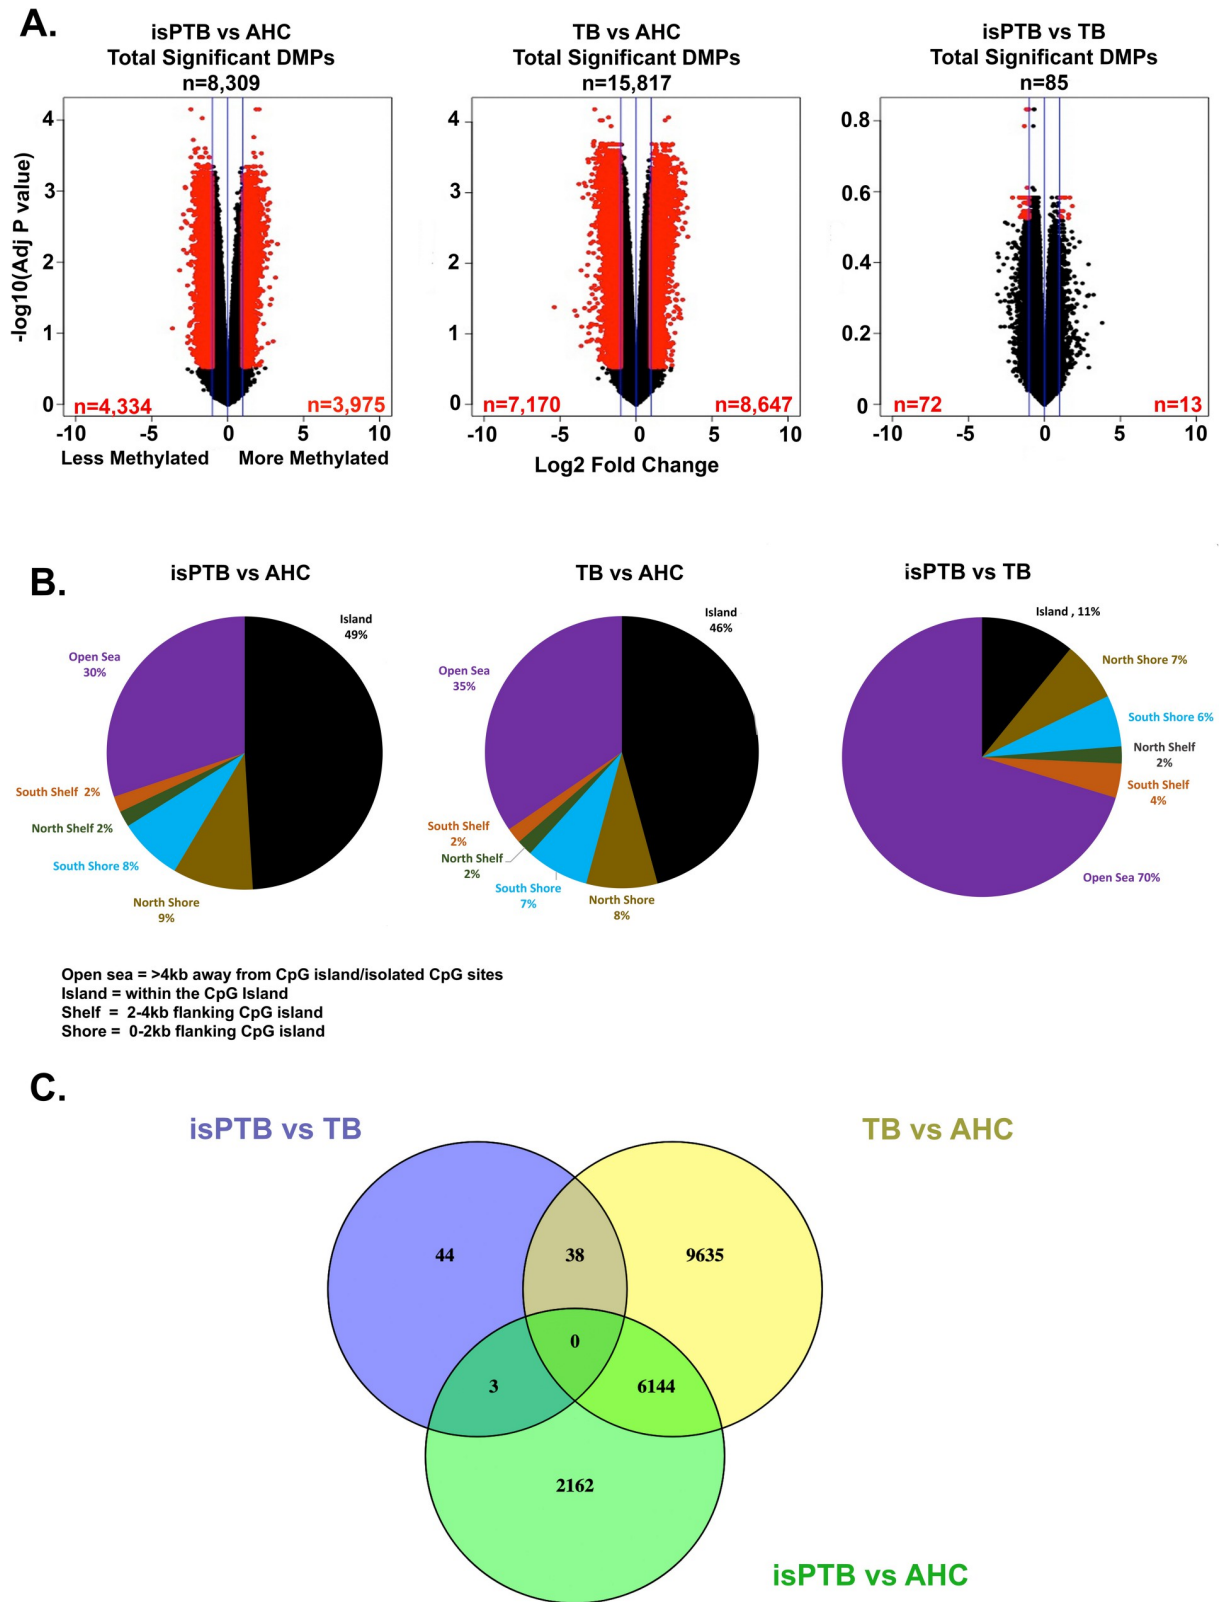 A.
isPTB vs AHC
Total Significant DMPs
n=8,309
TB vs AHC
Total Significant DMPs
n=15,817
isPTB vs TB
Total Significant DMPs
n=85
-log10(Adj P value)
4
3
2
1
0
n=4,334
n=3,975
-10
-5
0
5
10
Less Methylated
More Methylated
4
3
2
1
0
n=7,170
n=8,647
-10
-5
0
5
10
Log2 Fold Change
0.8
0.6
0.4
0.2
0
n=72
n=13
-10
-5
0
5
10
B.
isPTB vs AHC
Island
49%
Open Sea
30%
South Shelf 2%
North Shelf 2%
South Shore 8%
North Shore
9%
TB vs AHC
Island
46%
Open Sea
35%
South Shelf
2%
North Shelf
2%
South Shore
7%
North Shore
8%
isPTB vs TB
Island , 11%
North Shore 7%
South Shore 6%
North Shelf
2%
South Shelf
4%
Open Sea 70%
Open sea = >4kb away from CpG island/isolated CpG sites
Island = within the CpG Island
Shelf = 2-4kb flanking CpG island
Shore = 0-2kb flanking CpG island
C.
isPTB vs TB
TB vs AHC
44
38
9635
0
3
6144
2162
isPTB vs AHC